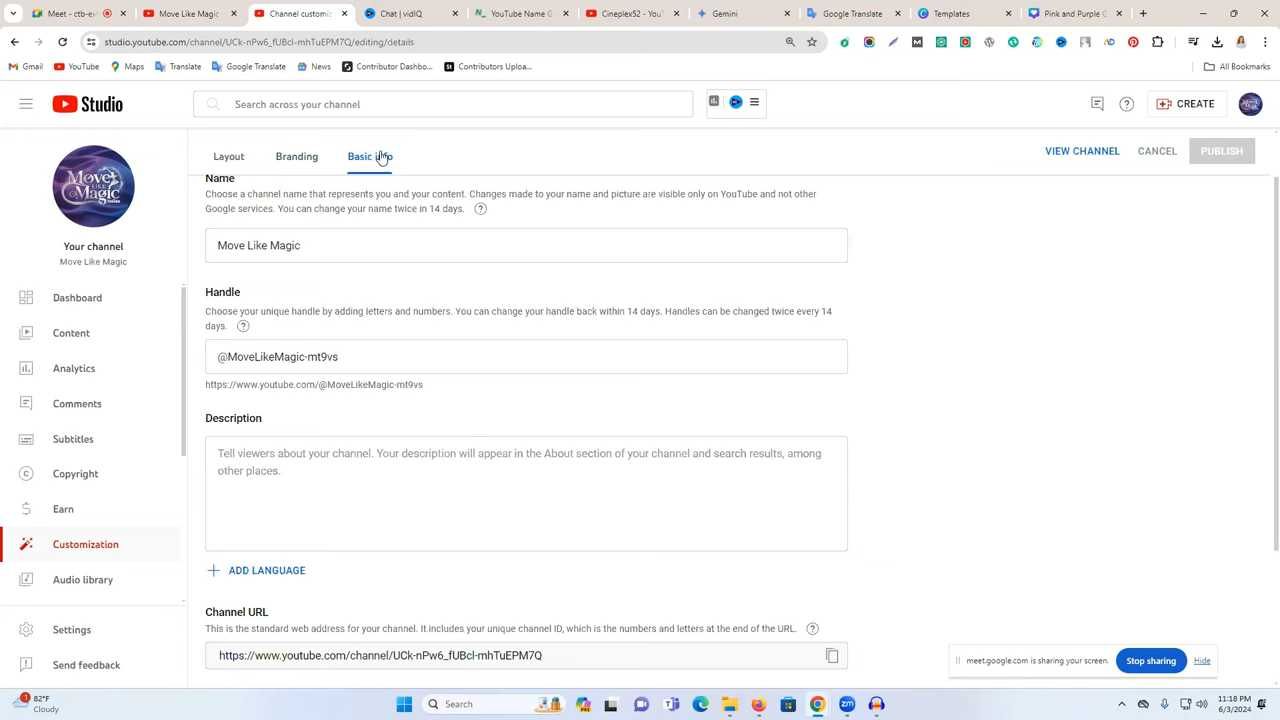 Meet - ctb-ex
Move Like Magic
Channel customiz
Chat | vidIQ
YouTube Name G
Cineplex52 - YouT
Gemini
Google Translate
Templates
Pink and Purple G
studio.youtube.com/channel/UCk-nPw6_fUBcl-mhTuEPM7Q/editing/details
Gmail
YouTube
Maps
Translate
Google Translate
News
Contributor Dashbo...
Contributors Uploa...
All Bookmarks
Studio
Search across your channel
CREATE
Layout
Branding
Basic info
VIEW CHANNEL
CANCEL
PUBLISH
Move
LIKE
MAGIC
Your channel
Move Like Magic
Dashboard
Content
Analytics
Comments
Subtitles
Copyright
Earn
Customization
Audio library
Settings
Send feedback
Name
Choose a channel name that represents you and your content. Changes made to your name and picture are visible only on YouTube and not other
Google services. You can change your name twice in 14 days.
Move Like Magic
Handle
Choose your unique handle by adding letters and numbers. You can change your handle back within 14 days. Handles can be changed twice every 14
days.
@MoveLikeMagic-mt9vs
https://www.youtube.com/@MoveLikeMagic-mt9vs
Description
Tell viewers about your channel. Your description will appear in the About section of your channel and search results, among
other places.
ADD LANGUAGE
Channel URL
This is the standard web address for your channel. It includes your unique channel ID, which is the numbers and letters at the end of the URL.
https://www.youtube.com/channel/UCk-nPw6_fUBcl-mhTuEPM7Q
meet.google.com is sharing your screen.
Stop sharing
Hide
1
82°F
Cloudy
Search
11:18 PM
6/3/2024